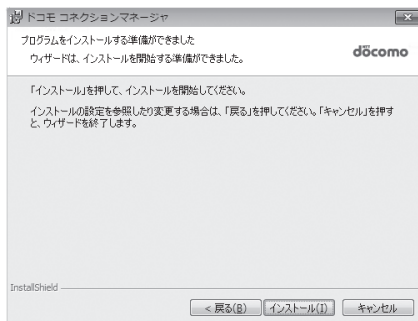 ドコモ コネクションマネージャ
プログラムをインストールする準備ができました
ウィザードは、インストールを開始する準備ができました。
döcomo
「インストール」を押して、インストールを開始してください。
インストールの設定を参照したり変更する場合は、「戻る」を押してください。「キャンセル」を押す
と、ウィザードを終了します。
InstallShield
< 戻る(B)
インストール(I)
キャンセル